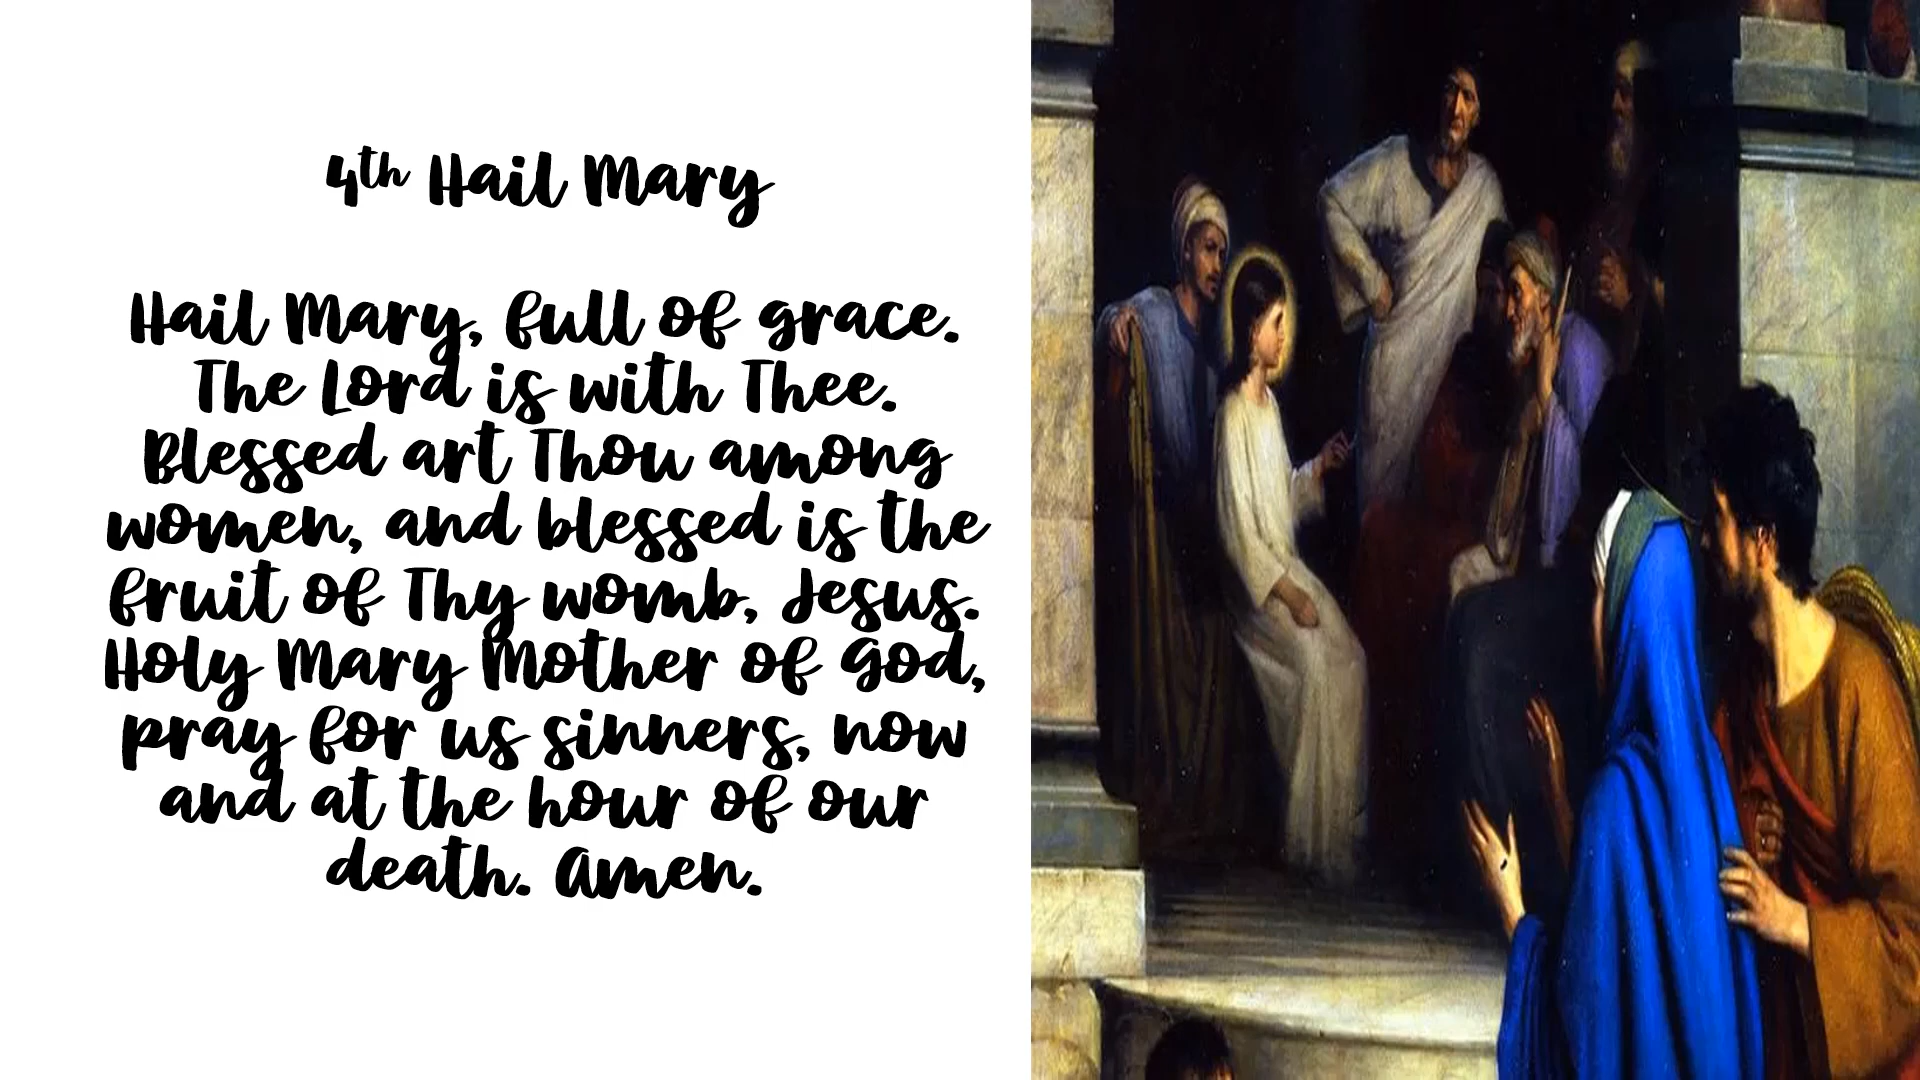 4th Hail Mary
Hail Mary, full of grace.
The Lord is with Thee.
Blessed art Thou among
women, and blessed is the
fruit of Thy womb, Jesus.
Holy Mary Mother of God,
pray for us sinners, now
and at the hour of our
death. Amen.